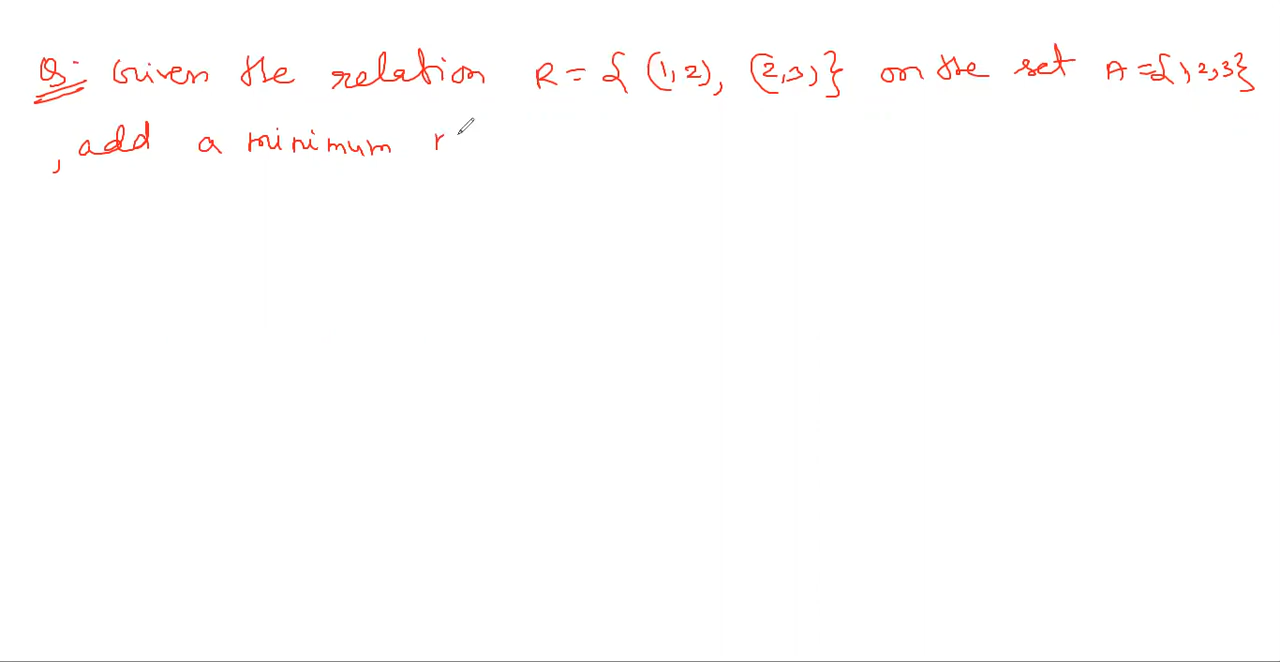 Q:- Given the relation R = { (1,2), (2,3) } on the set A = {1,2,3}
, add a minimum